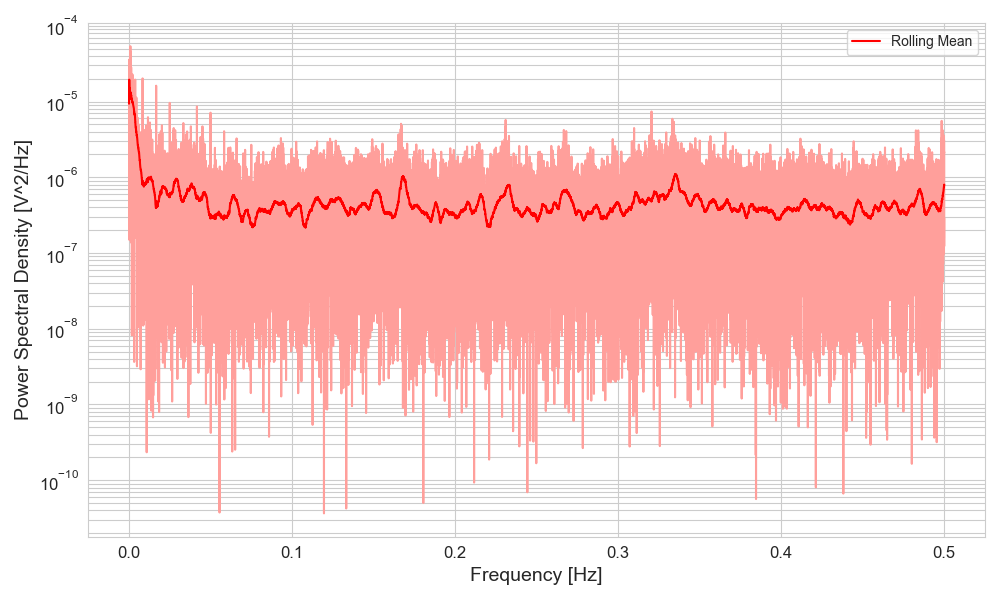 10⁻⁴
Rolling Mean
10⁻⁵
10⁻⁶
10⁻⁷
10⁻⁸
10⁻⁹
10⁻¹⁰
Power Spectral Density [V^2/Hz]
0.0 0.1 0.2 0.3 0.4 0.5
Frequency [Hz]